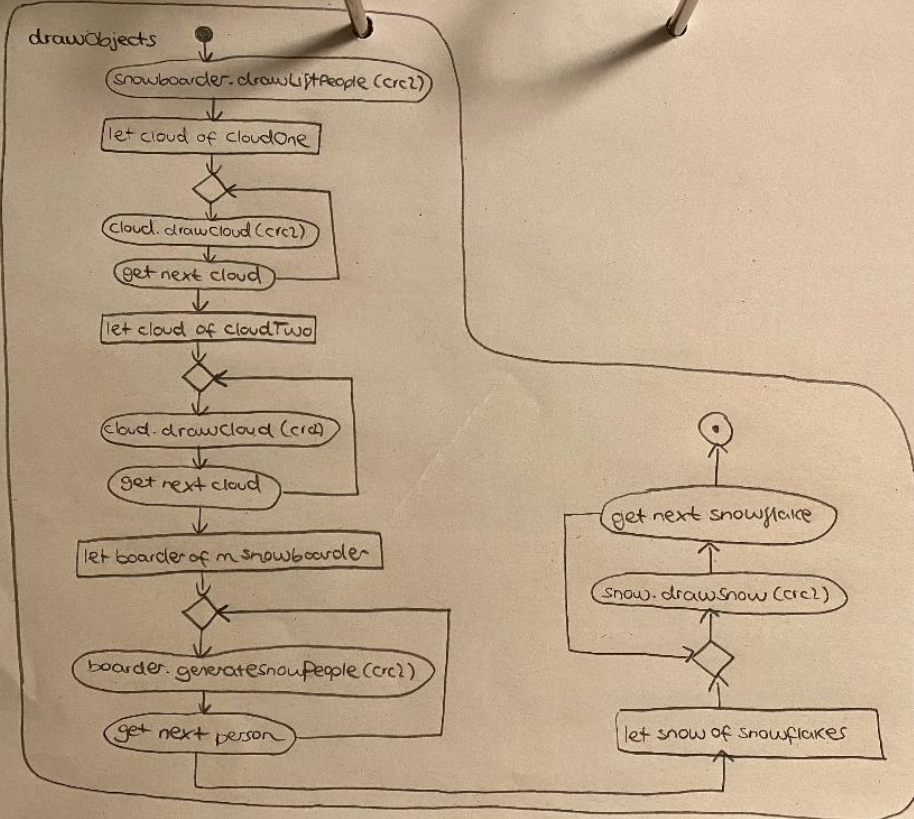 drawObjects
snowboarder.drawLiftPeople(crc2)
let cloud of cloudOne
cloud.drawCloud(crc2)
get next cloud
let cloud of cloudTwo
cloud.drawCloud(crc2)
get next cloud
let boarder of mSnowboarder
boarder.generateSnowPeople(crc2)
get next person
let snow of snowflakes
snow.drawSnow(crc2)
get next snowflake